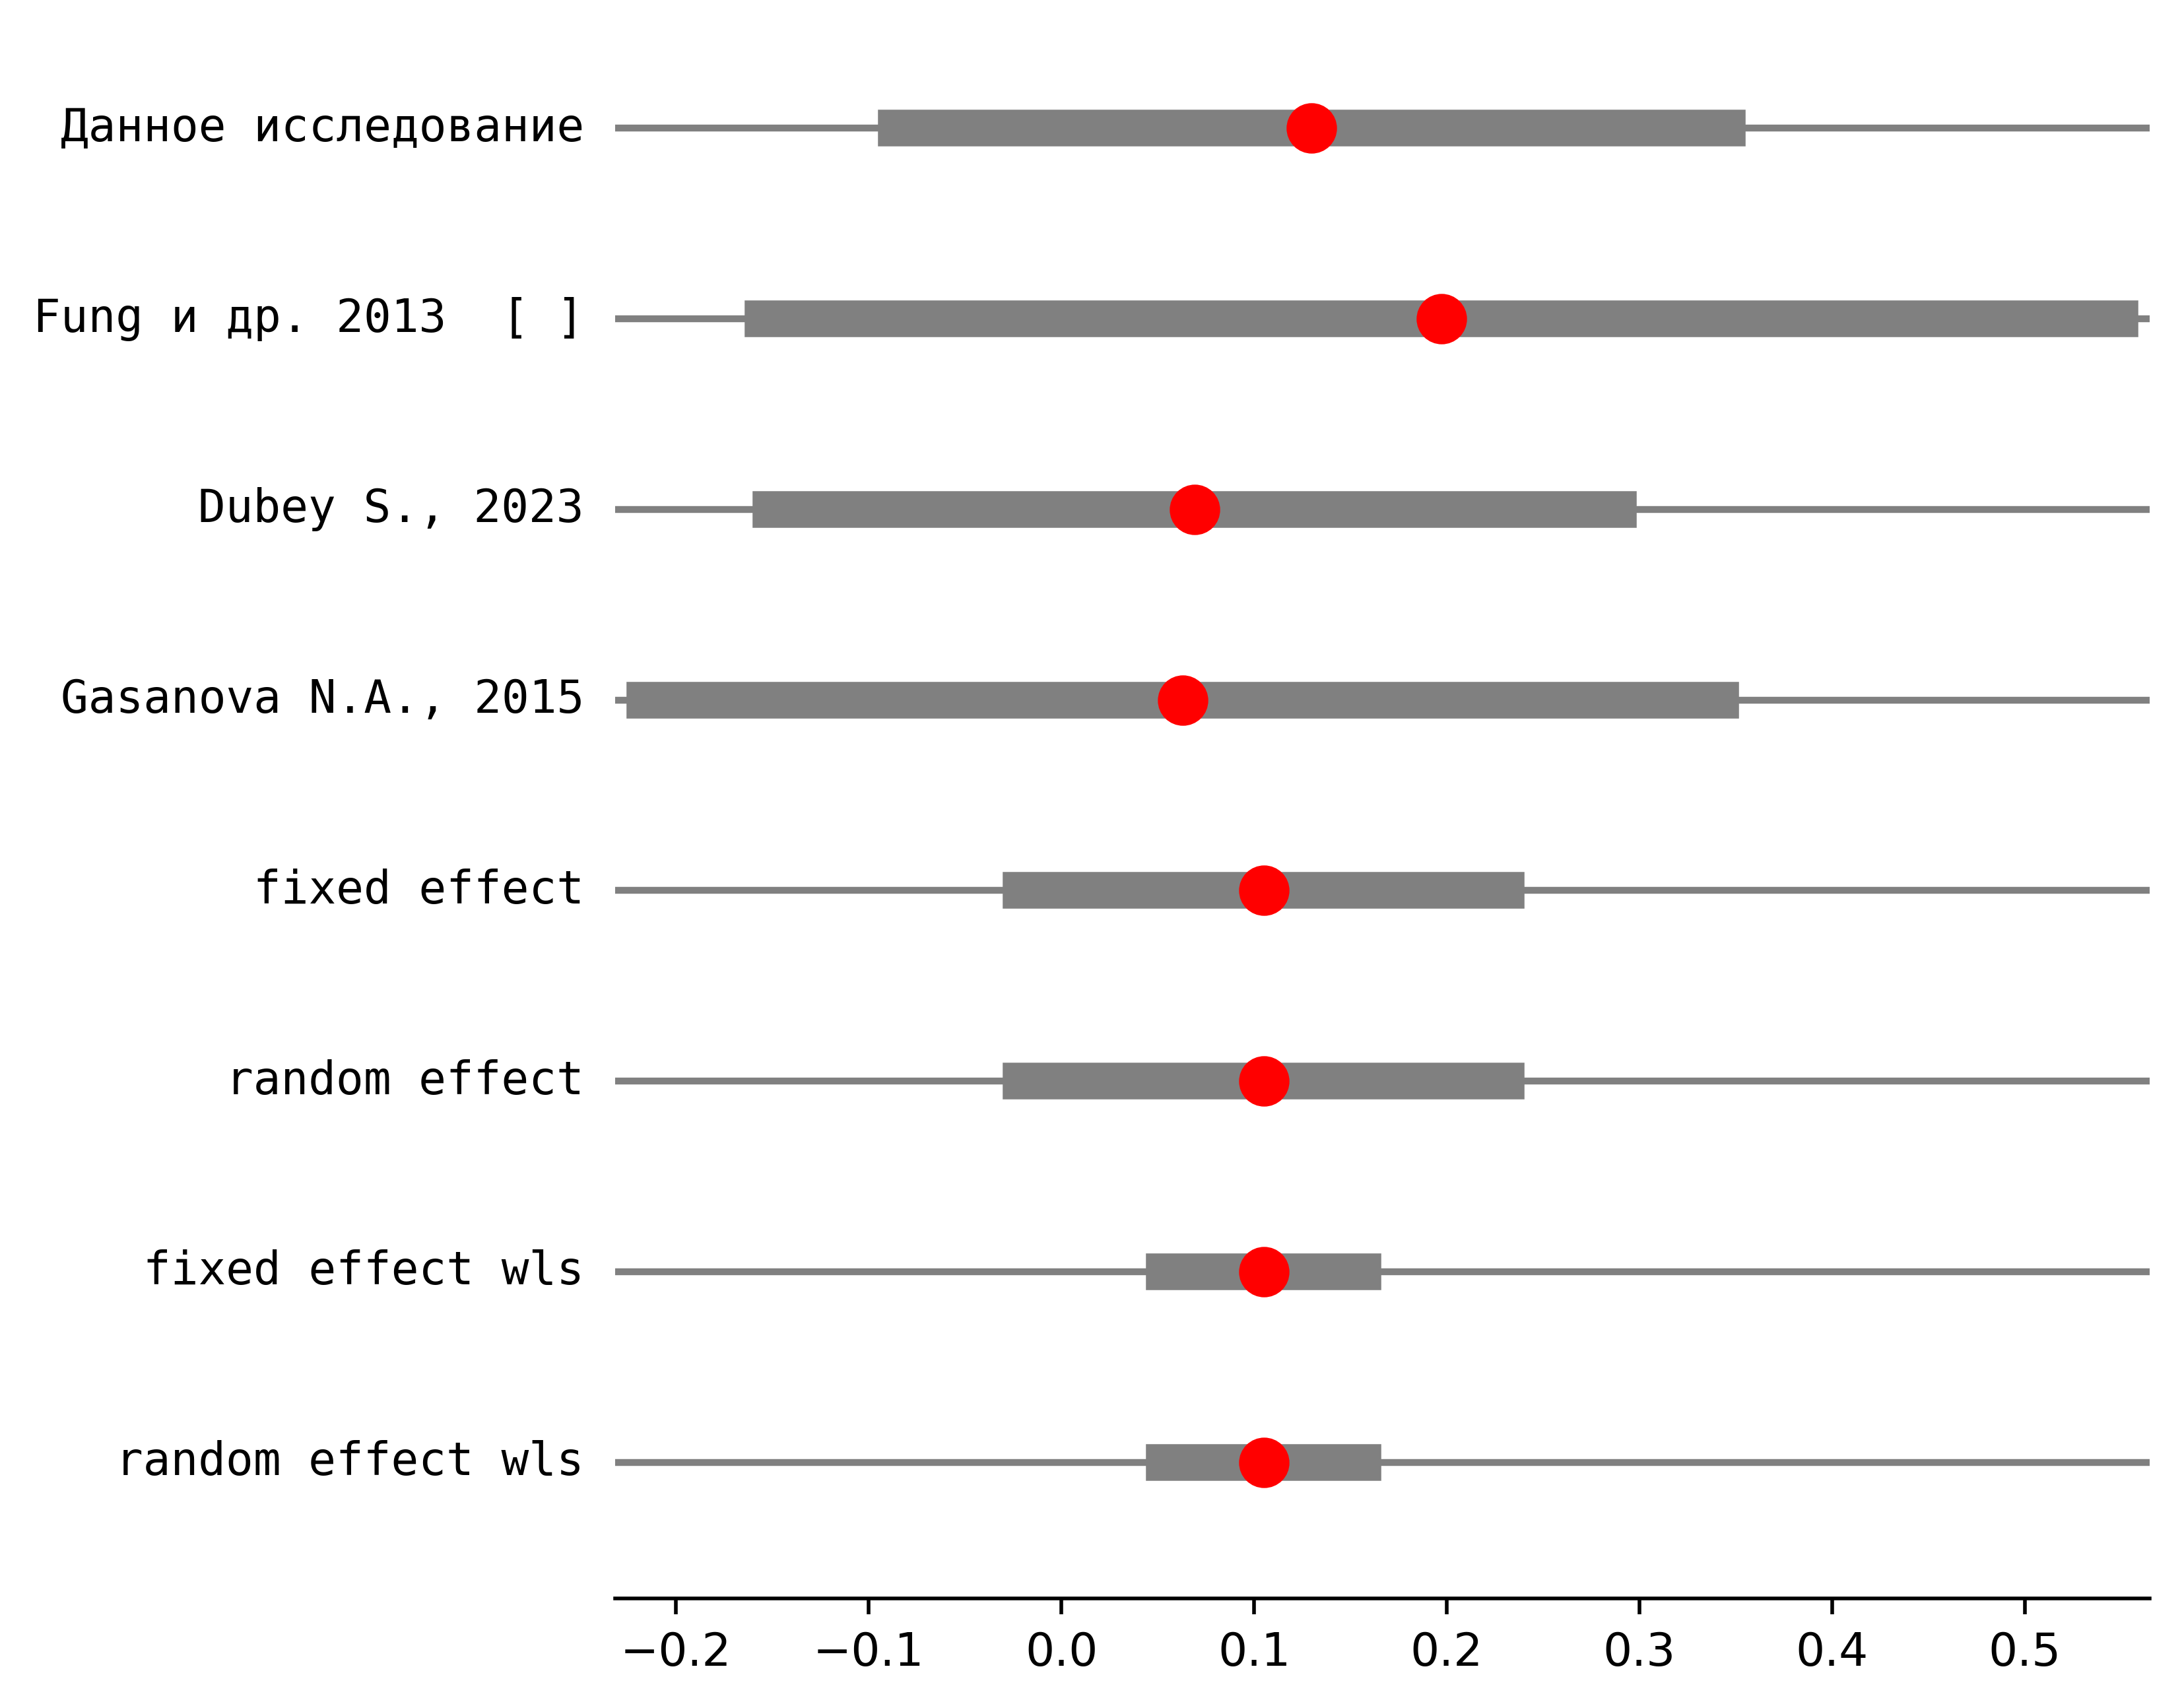 Данное исследование
Fung и др. 2013  [ ]
Dubey S., 2023
Gasanova N.A., 2015
fixed effect
random effect
fixed effect wls
random effect wls
−0.2 −0.1 0.0 0.1 0.2 0.3 0.4 0.5